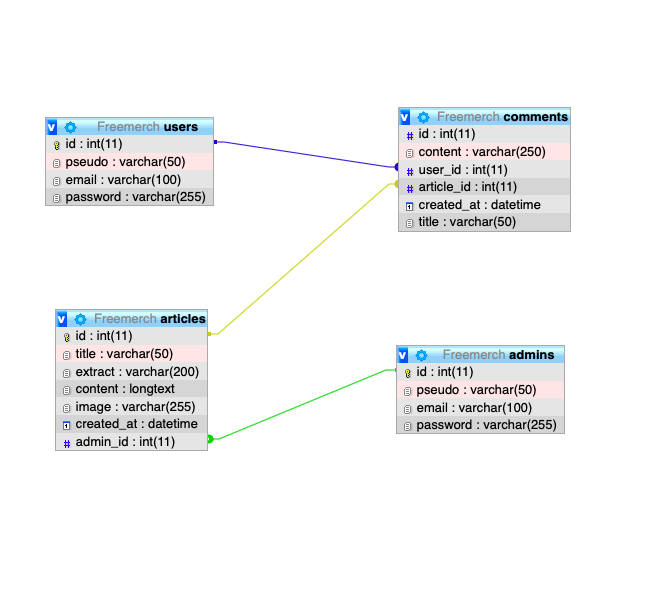 v Freemerch users
id : int(11)
pseudo : varchar(50)
email : varchar(100)
password : varchar(255)
v Freemerch comments
# id : int(11)
content : varchar(250)
# user_id : int(11)
# article_id : int(11)
created_at : datetime
title : varchar(50)
v Freemerch articles
id : int(11)
title : varchar(50)
extract : varchar(200)
content : longtext
image : varchar(255)
created_at : datetime
# admin_id : int(11)
v Freemerch admins
id : int(11)
pseudo : varchar(50)
email : varchar(100)
password : varchar(255)